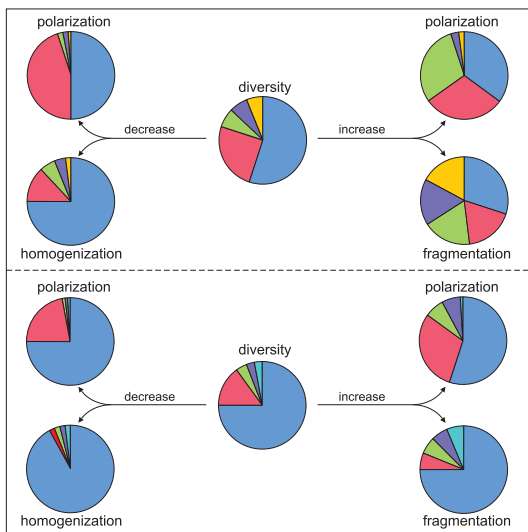 polarization
polarization
diversity
decrease
increase
homogenization
fragmentation
polarization
polarization
diversity
decrease
increase
homogenization
fragmentation